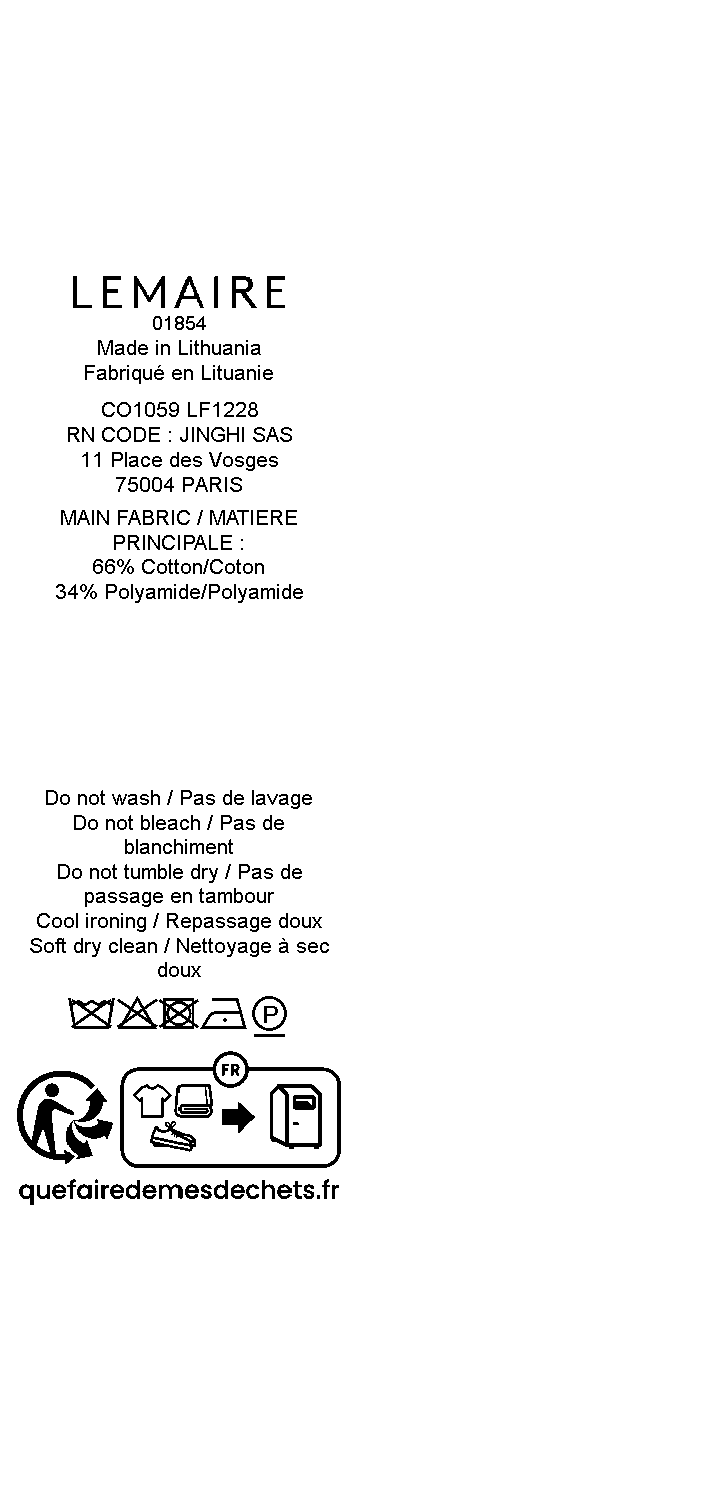 LEMAIRE
01854
Made in Lithuania
Fabriqué en Lituanie
CO1059 LF1228
RN CODE : JINGHI SAS
11 Place des Vosges
75004 PARIS
MAIN FABRIC / MATIERE
PRINCIPALE :
66% Cotton/Coton
34% Polyamide/Polyamide
Do not wash / Pas de lavage
Do not bleach / Pas de
blanchiment
Do not tumble dry / Pas de
passage en tambour
Cool ironing / Repassage doux
Soft dry clean / Nettoyage à sec
doux
P
FR
quefairedemesdechets.fr